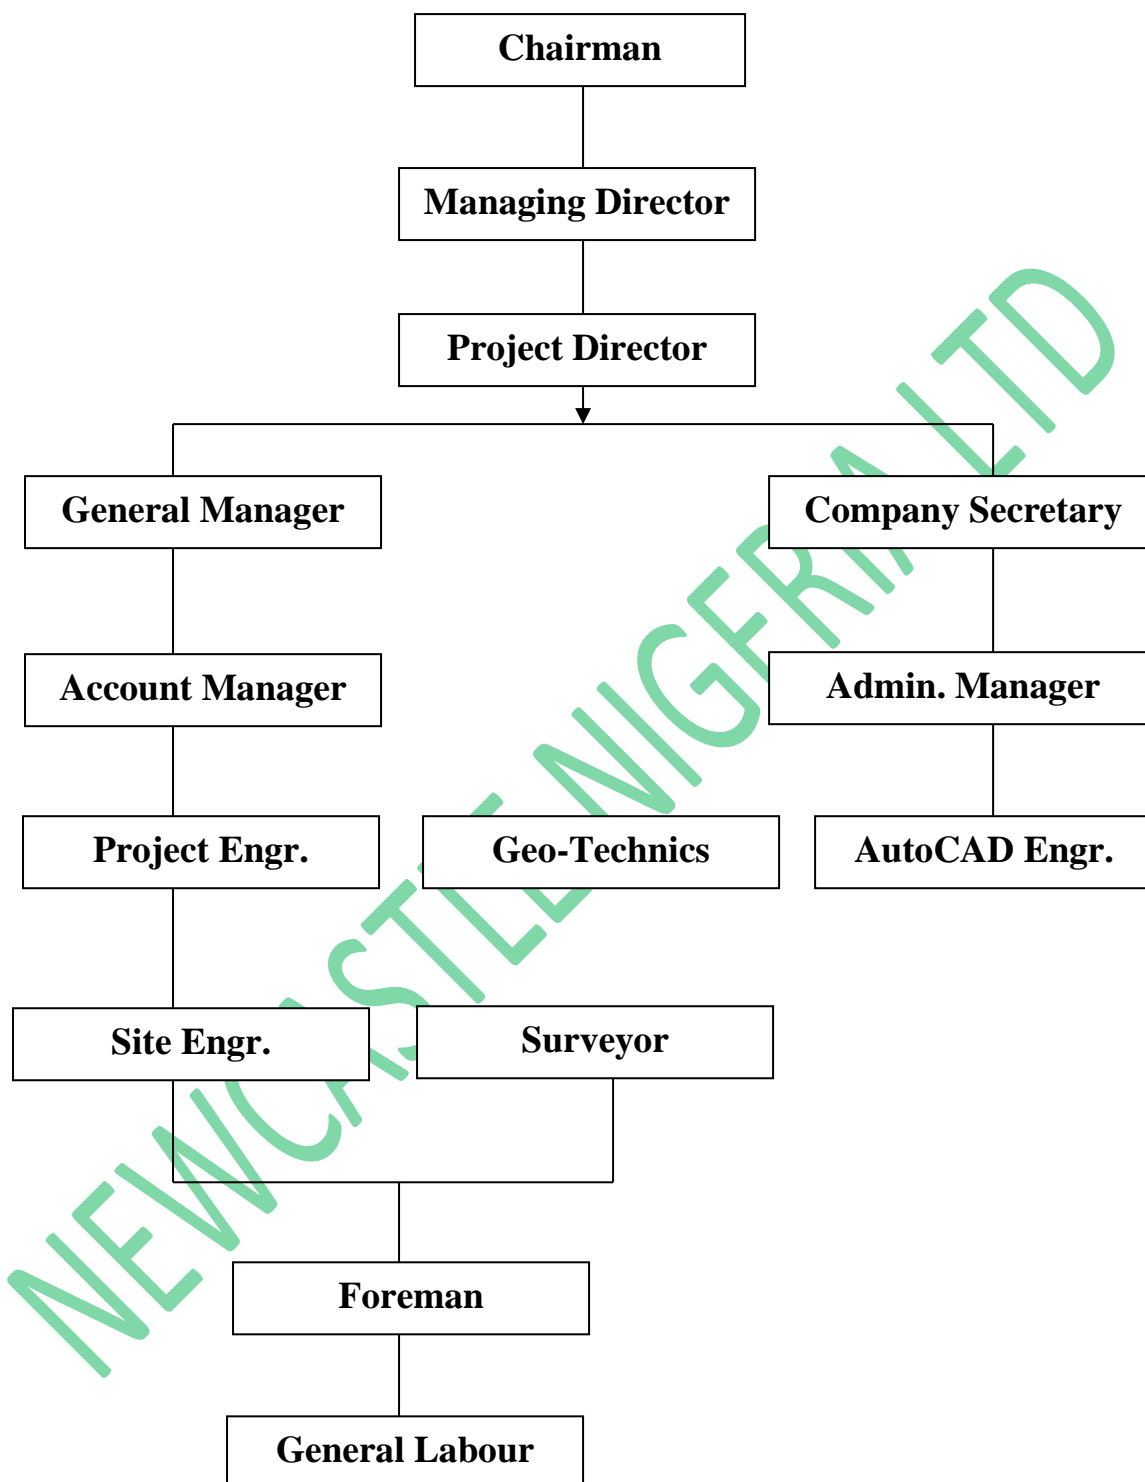 Chairman
Managing Director
Project Director
General Manager
Company Secretary
Account Manager
Admin. Manager
Project Engr.
Geo-Technics
AutoCAD Engr.
Site Engr.
Surveyor
Foreman
General Labour
NEWCASTLE NIGERIA LTD